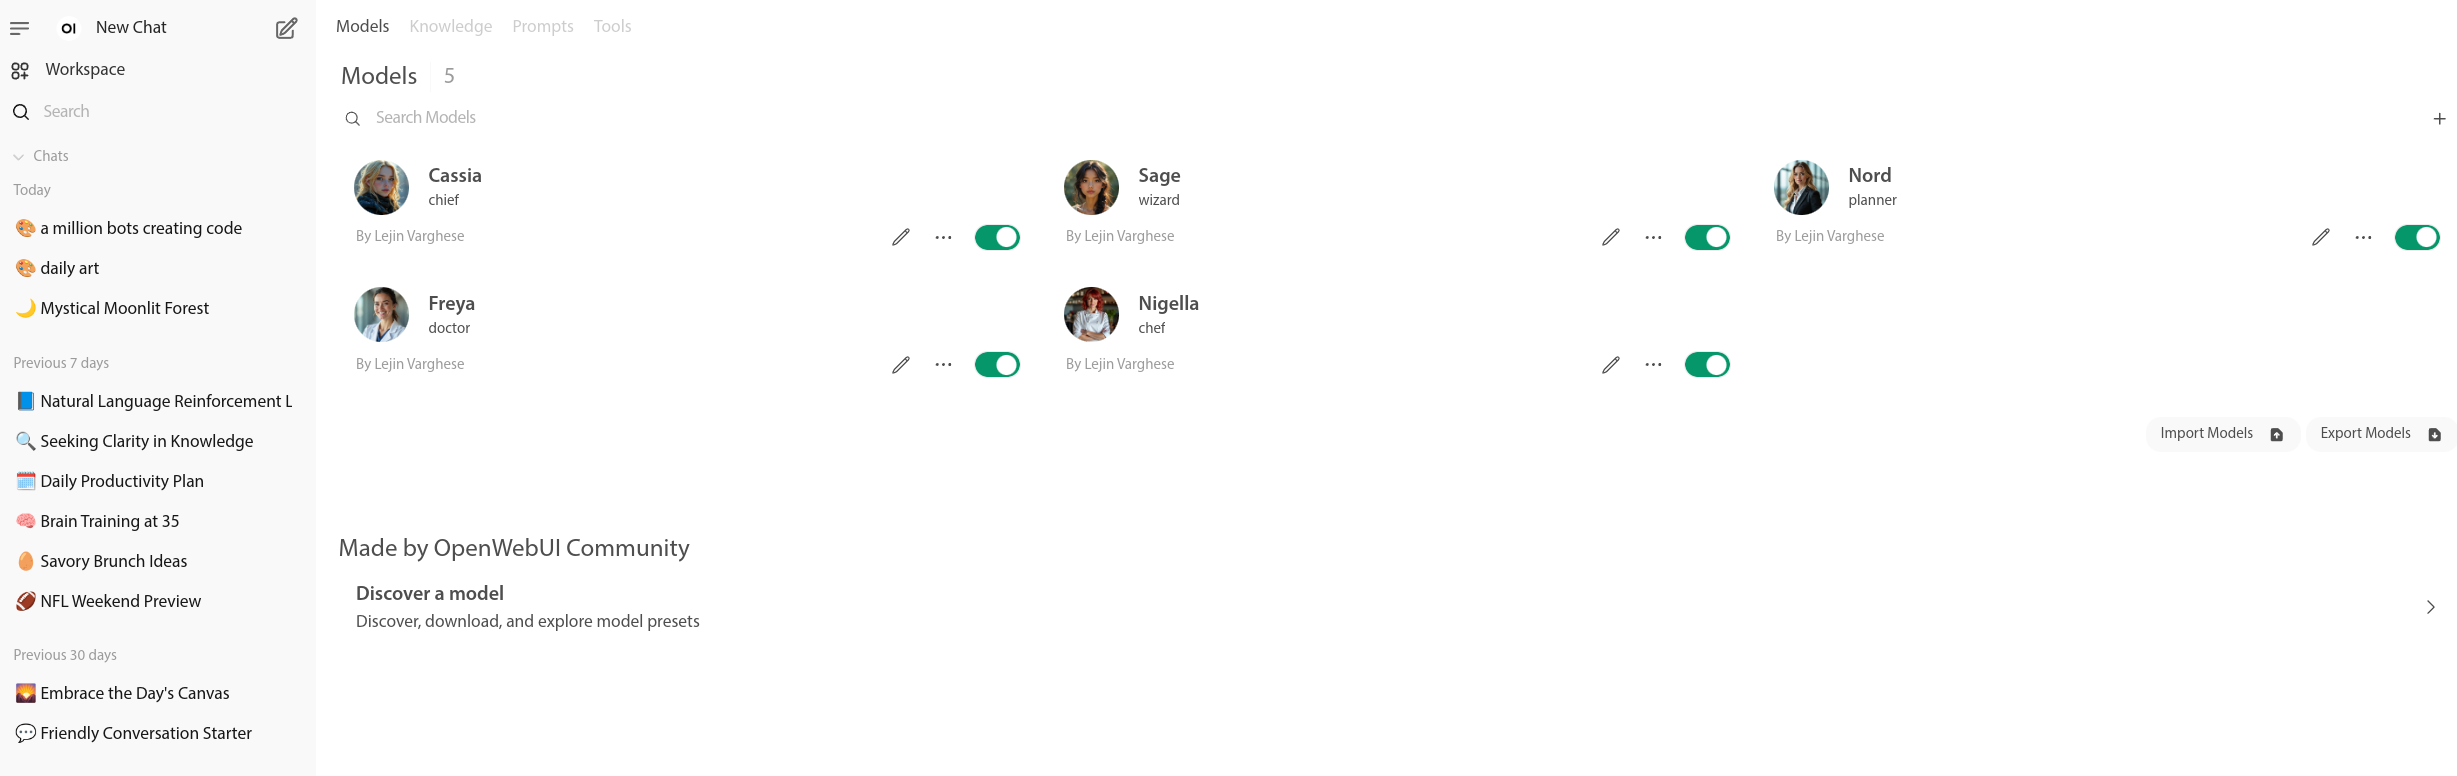 OI New Chat
Workspace
Search
Chats
Today
🎨 a million bots creating code
🎨 daily art
🌙 Mystical Moonlit Forest
Previous 7 days
📘 Natural Language Reinforcement L
🔍 Seeking Clarity in Knowledge
🗓️ Daily Productivity Plan
🧠 Brain Training at 35
🥚 Savory Brunch Ideas
🏈 NFL Weekend Preview
Previous 30 days
🌄 Embrace the Day's Canvas
💬 Friendly Conversation Starter
Models Knowledge Prompts Tools
Models 5
Search Models
Cassia
chief
By Lejin Varghese
Sage
wizard
By Lejin Varghese
Nord
planner
By Lejin Varghese
Freya
doctor
By Lejin Varghese
Nigella
chef
By Lejin Varghese
Import Models Export Models
Made by OpenWebUI Community
Discover a model
Discover, download, and explore model presets